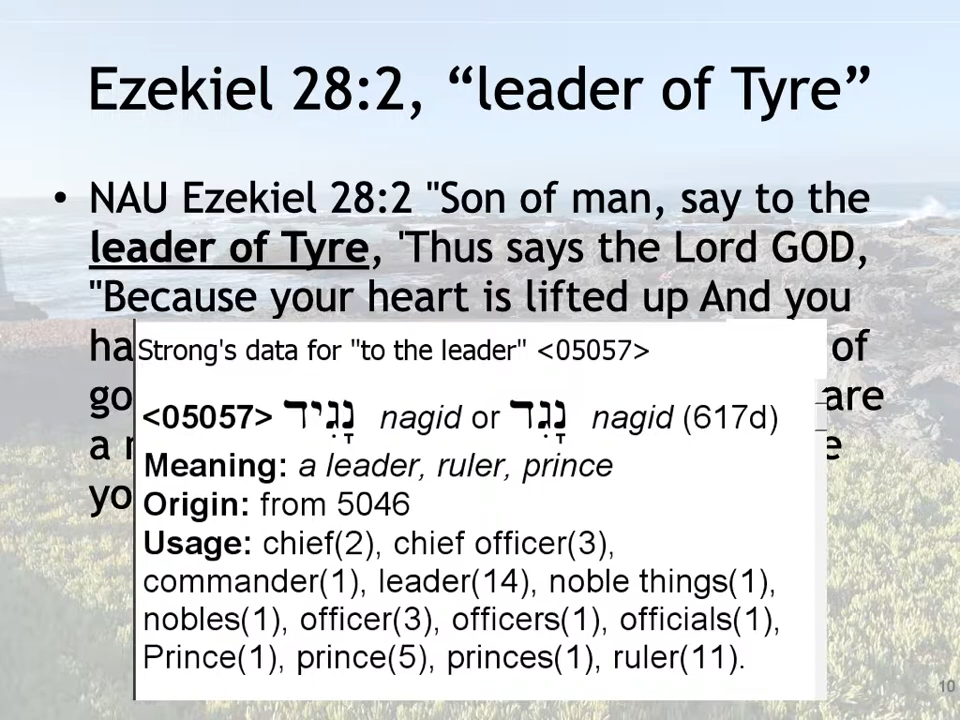 Ezekiel 28:2, “leader of Tyre”
• NAU Ezekiel 28:2 "Son of man, say to the
leader of Tyre, 'Thus says the Lord GOD,
"Because your heart is lifted up And you
ha of
go are
a e
yo
Strong's data for "to the leader" <05057>
<05057> נָגִיד nagid or נָגִד nagid (617d)
Meaning: a leader, ruler, prince
Origin: from 5046
Usage: chief(2), chief officer(3),
commander(1), leader(14), noble things(1),
nobles(1), officer(3), officers(1), officials(1),
Prince(1), prince(5), princes(1), ruler(11).
10